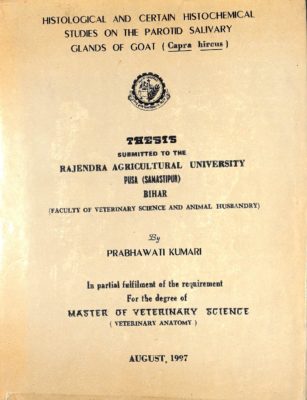 HISTOLOGICAL AND CERTAIN HISTOCHEMICAL
STUDIES ON THE PAROTID SALIVARY
GLANDS OF GOAT (Capra hircus)
THESIS
SUBMITTED TO THE
RAJENDRA AGRICULTURAL UNIVERSITY
PUSA (SAMASTIPUR)
BIHAR
(FACULTY OF VETERINARY SCIENCE AND ANIMAL HUSBANDRY)
By
PRABHAWATI KUMARI
In partial fulfilment of the requirement
For the degree of
MASTER OF VETERINARY SCIENCE
( VETERINARY ANATOMY )
AUGUST, 1997